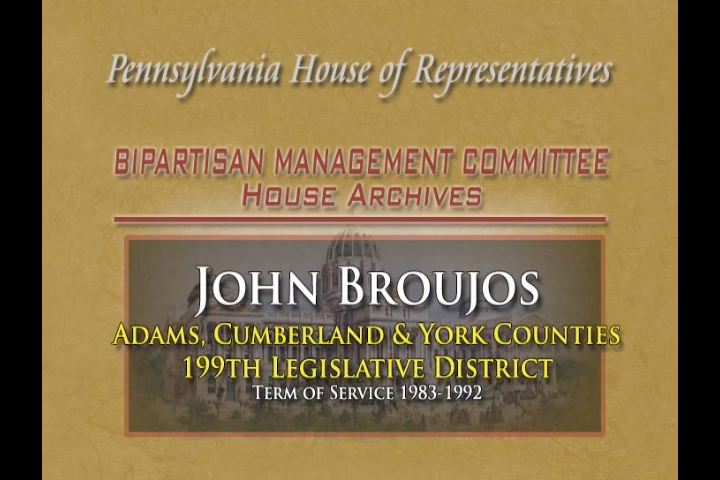 Pennsylvania House of Representatives
BIPARTISAN MANAGEMENT COMMITTEE
HOUSE ARCHIVES
JOHN BROUJOS
ADAMS, CUMBERLAND & YORK COUNTIES
199TH LEGISLATIVE DISTRICT
TERM OF SERVICE 1983-1992